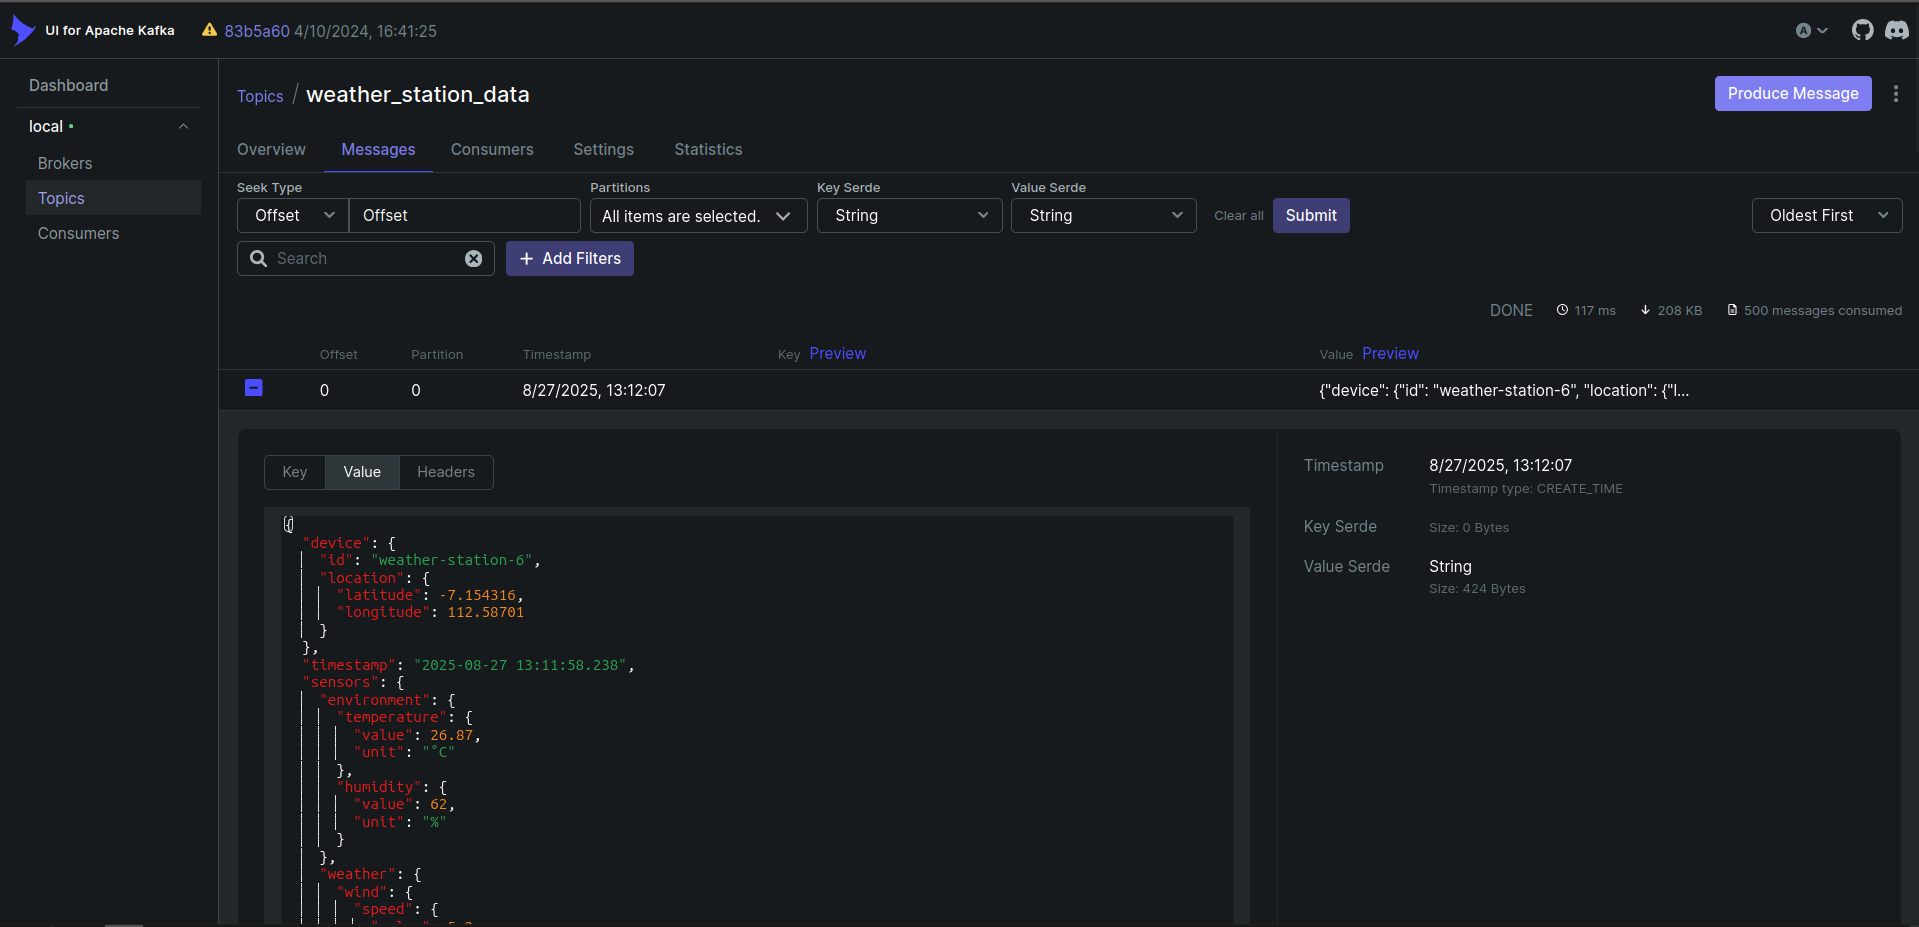 UI for Apache Kafka
83b5a60 4/10/2024, 16:41:25
A
Dashboard
local
Brokers
Topics
Consumers
Topics / weather_station_data
Produce Message
Overview Messages Consumers Settings Statistics
Seek Type Partitions Key Serde Value Serde
Offset Offset All items are selected. String String Clear all Submit Oldest First
Search + Add Filters
DONE 117 ms 208 KB 500 messages consumed
Offset Partition Timestamp Key Preview Value Preview
0 0 8/27/2025, 13:12:07 {"device": {"id": "weather-station-6", "location": {"l...
Key Value Headers
{
"device": {
"id": "weather-station-6",
"location": {
"latitude": -7.154316,
"longitude": 112.58701
}
},
"timestamp": "2025-08-27 13:11:58.238",
"sensors": {
"environment": {
"temperature": {
"value": 26.87,
"unit": "°C"
},
"humidity": {
"value": 62,
"unit": "%"
}
},
"weather": {
"wind": {
"speed": {
Timestamp 8/27/2025, 13:12:07
Timestamp type: CREATE_TIME
Key Serde Size: 0 Bytes
Value Serde String
Size: 424 Bytes